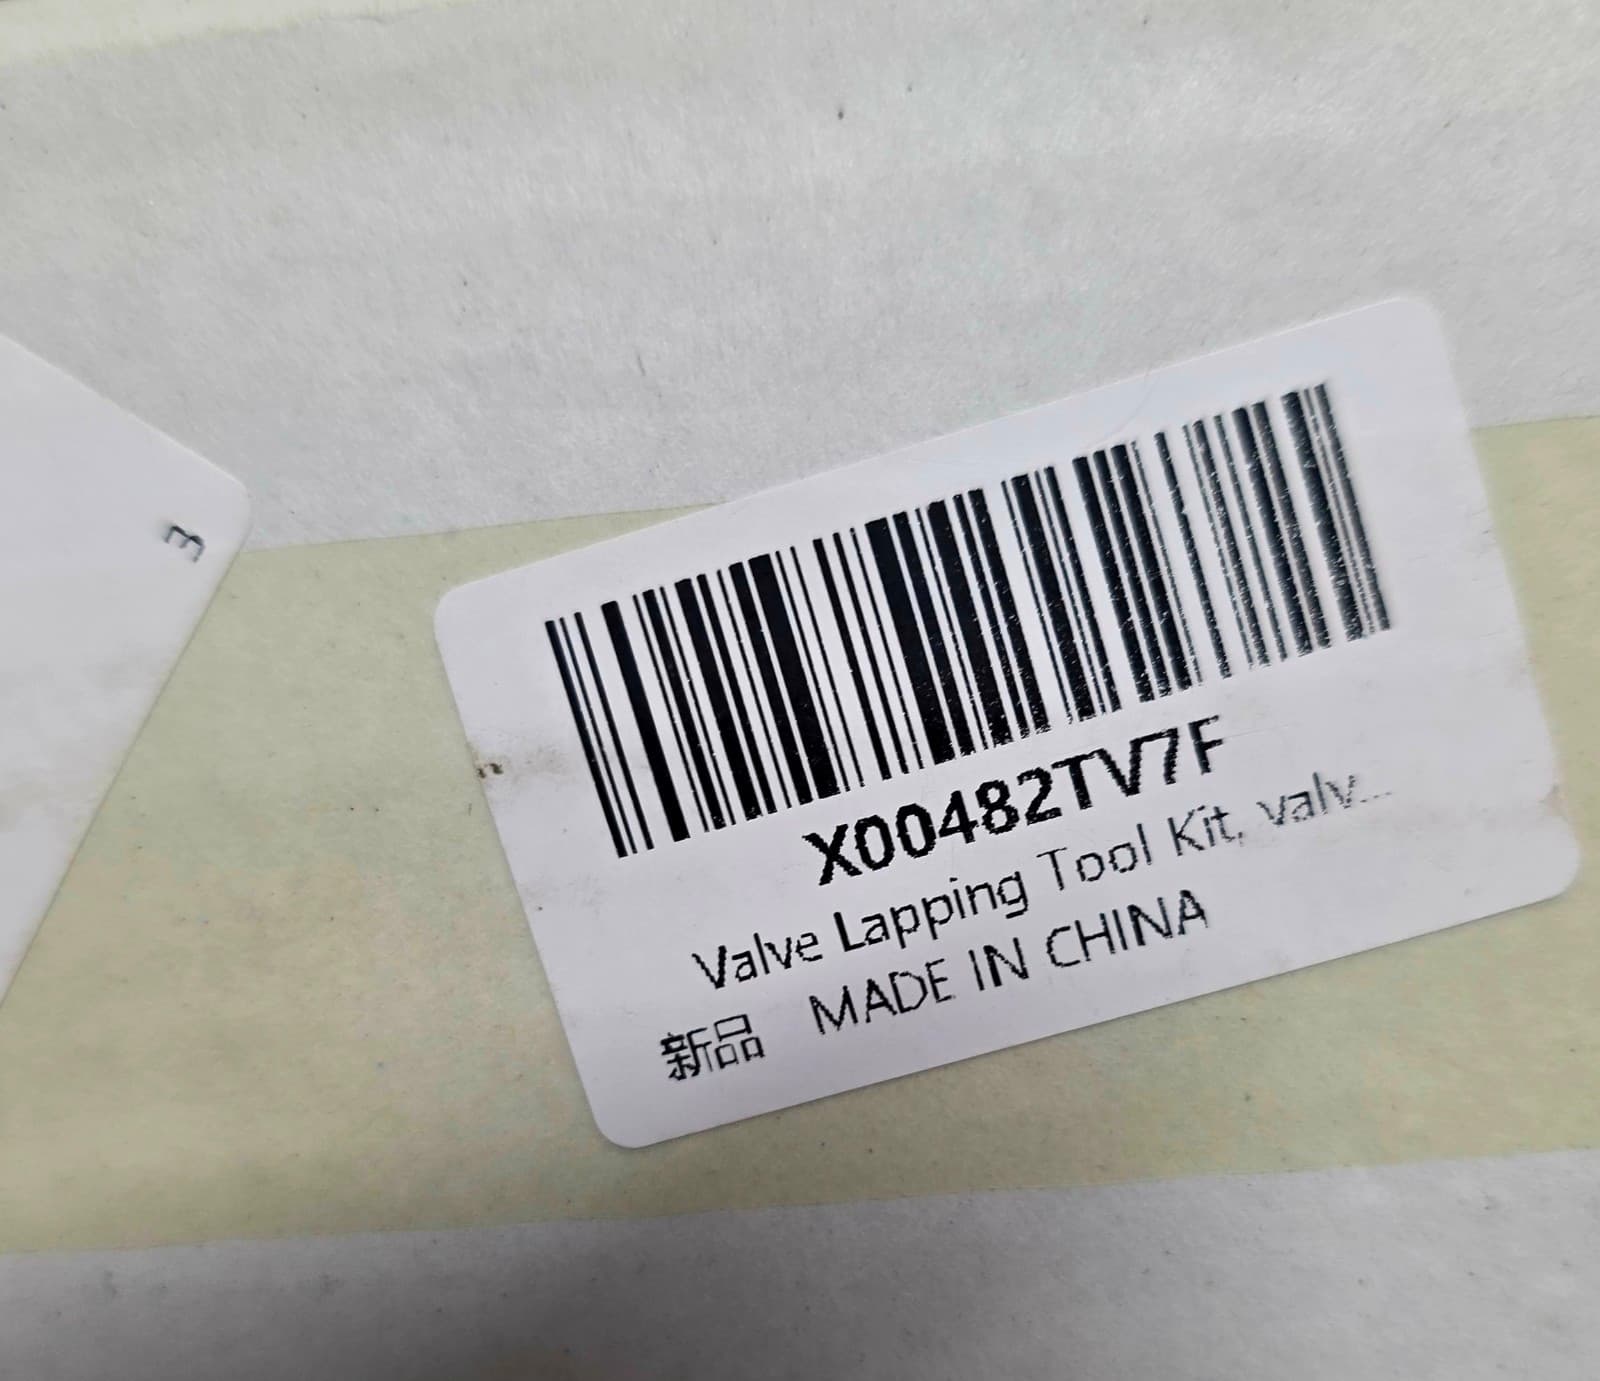 X00482TV7F
Valve Lapping Tool Kit, valv...
新品 MADE IN CHINA